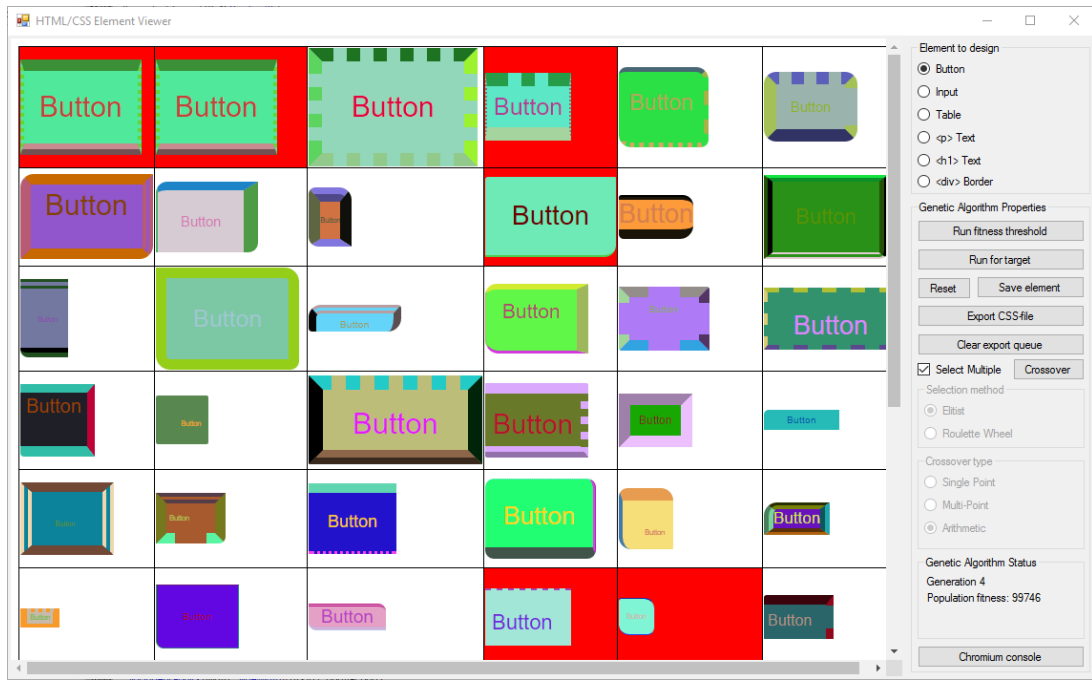 HTML/CSS Element Viewer
Button Button Button Button Button Button
Button Button Button Button Button Button
Button Button Button Button Button Button
Button Button Button Button Button Button
Button Button Button Button Button Button
Button Button Button Button Button Button
Element to design
Button
Input
Table
<p> Text
<h1> Text
<div> Border
Genetic Algorithm Properties
Run fitness threshold
Run for target
Reset Save element
Export CSS-file
Clear export queue
Select Multiple Crossover
Selection method
Elitist
Roulette Wheel
Crossover type
Single Point
Multi-Point
Arithmetic
Genetic Algorithm Status
Generation 4
Population fitness: 99746
Chromium console